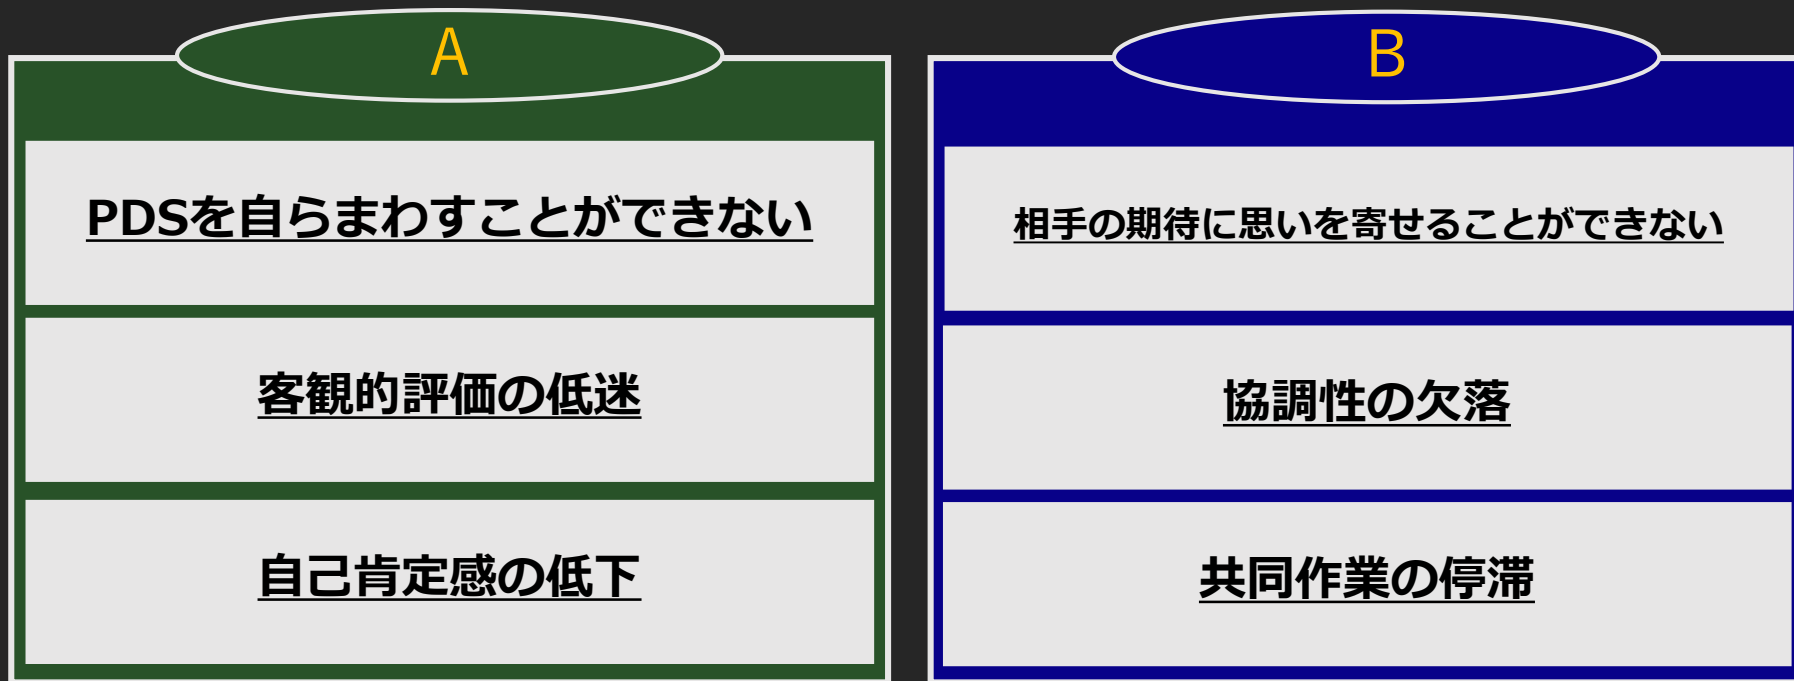 A
PDSを自らまわすことができない
客観的評価の低迷
自己肯定感の低下
B
相手の期待に思いを寄せることができない
協調性の欠落
共同作業の停滞